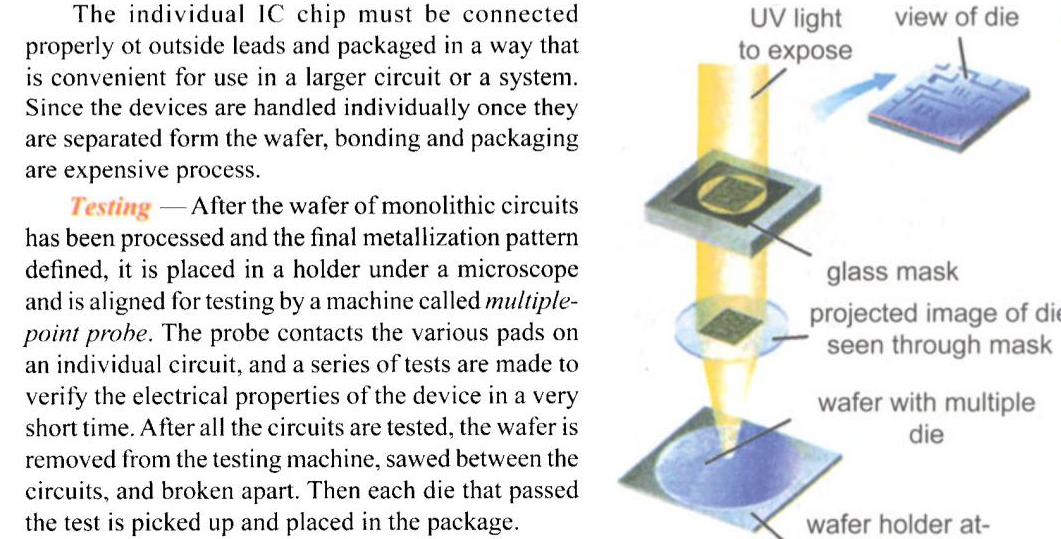 The individual IC chip must be connected
properly ot outside leads and packaged in a way that
is convenient for use in a larger circuit or a system.
Since the devices are handled individually once they
are separated form the wafer, bonding and packaging
are expensive process.
Testing — After the wafer of monolithic circuits
has been processed and the final metallization pattern
defined, it is placed in a holder under a microscope
and is aligned for testing by a machine called multiple-
point probe. The probe contacts the various pads on
an individual circuit, and a series of tests are made to
verify the electrical properties of the device in a very
short time. After all the circuits are tested, the wafer is
removed from the testing machine, sawed between the
circuits, and broken apart. Then each die that passed
the test is picked up and placed in the package.
UV light
to expose
view of die
glass mask
projected image of die
seen through mask
wafer with multiple
die
wafer holder at-